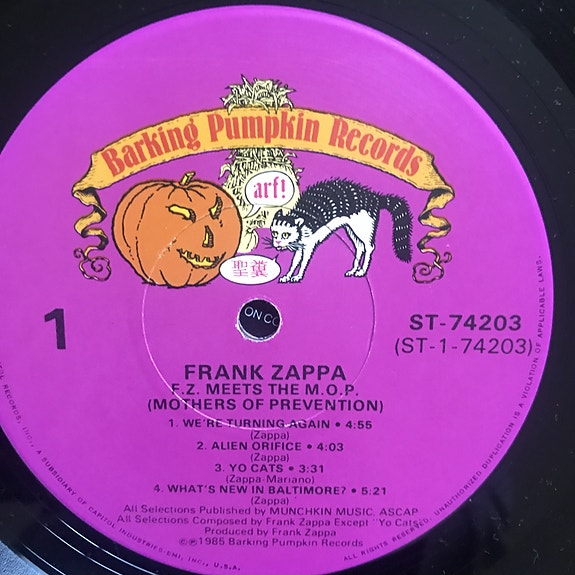 Barking Pumpkin Records
arf!
聖糞
ON CO
1
ST-74203
(ST-1-74203)
FRANK ZAPPA
F.Z. MEETS THE M.O.P.
(MOTHERS OF PREVENTION)
1. WE'RE TURNING AGAIN • 4:55
(Zappa)
2. ALIEN ORIFICE • 4:03
(Zappa)
3. YO CATS • 3:31
(Zappa-Mariano)
4. WHAT'S NEW IN BALTIMORE? • 5:21
(Zappa)
All Selections Published by MUNCHKIN MUSIC, ASCAP
All Selections Composed by Frank Zappa Except "Yo Cats"
Produced by Frank Zappa
©℗1985 Barking Pumpkin Records
RECORDS, INC., A SUBSIDIARY OF CAPITOL INDUSTRIES-EMI, INC., U.S.A.
ALL RIGHTS RESERVED. UNAUTHORIZED DUPLICATION IS A VIOLATION OF APPLICABLE LAWS.